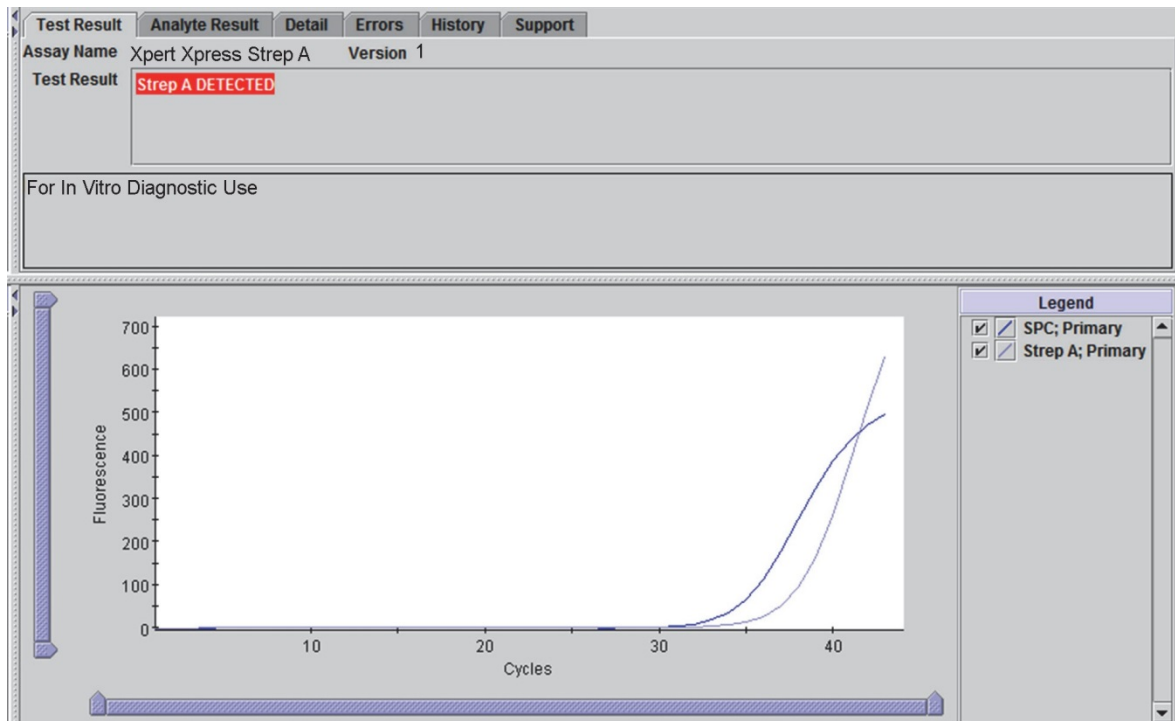 Test Result Analyte Result Detail Errors History Support
Assay Name Xpert Xpress Strep A Version 1
Test Result Strep A DETECTED
For In Vitro Diagnostic Use
Legend
SPC; Primary
Strep A; Primary
700
600
500
400
300
200
100
0
Fluorescence
10 20 30 40
Cycles